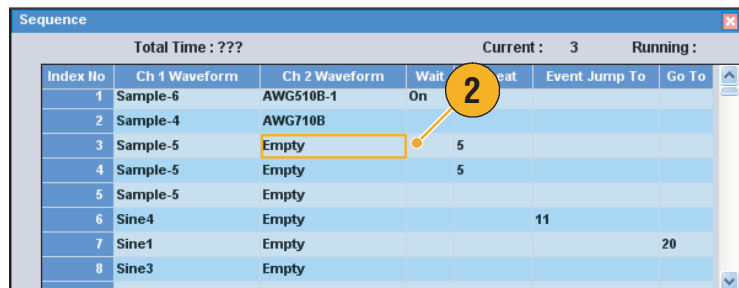 Sequence
Total Time : ??? Current : 3 Running :
Index No Ch 1 Waveform Ch 2 Waveform Wait eat Event Jump To Go To
1 Sample-6 AWG510B-1 On
2 Sample-4 AWG710B
2
3 Sample-5 Empty 5
4 Sample-5 Empty 5
5 Sample-5 Empty
6 Sine4 Empty 11
7 Sine1 Empty 20
8 Sine3 Empty